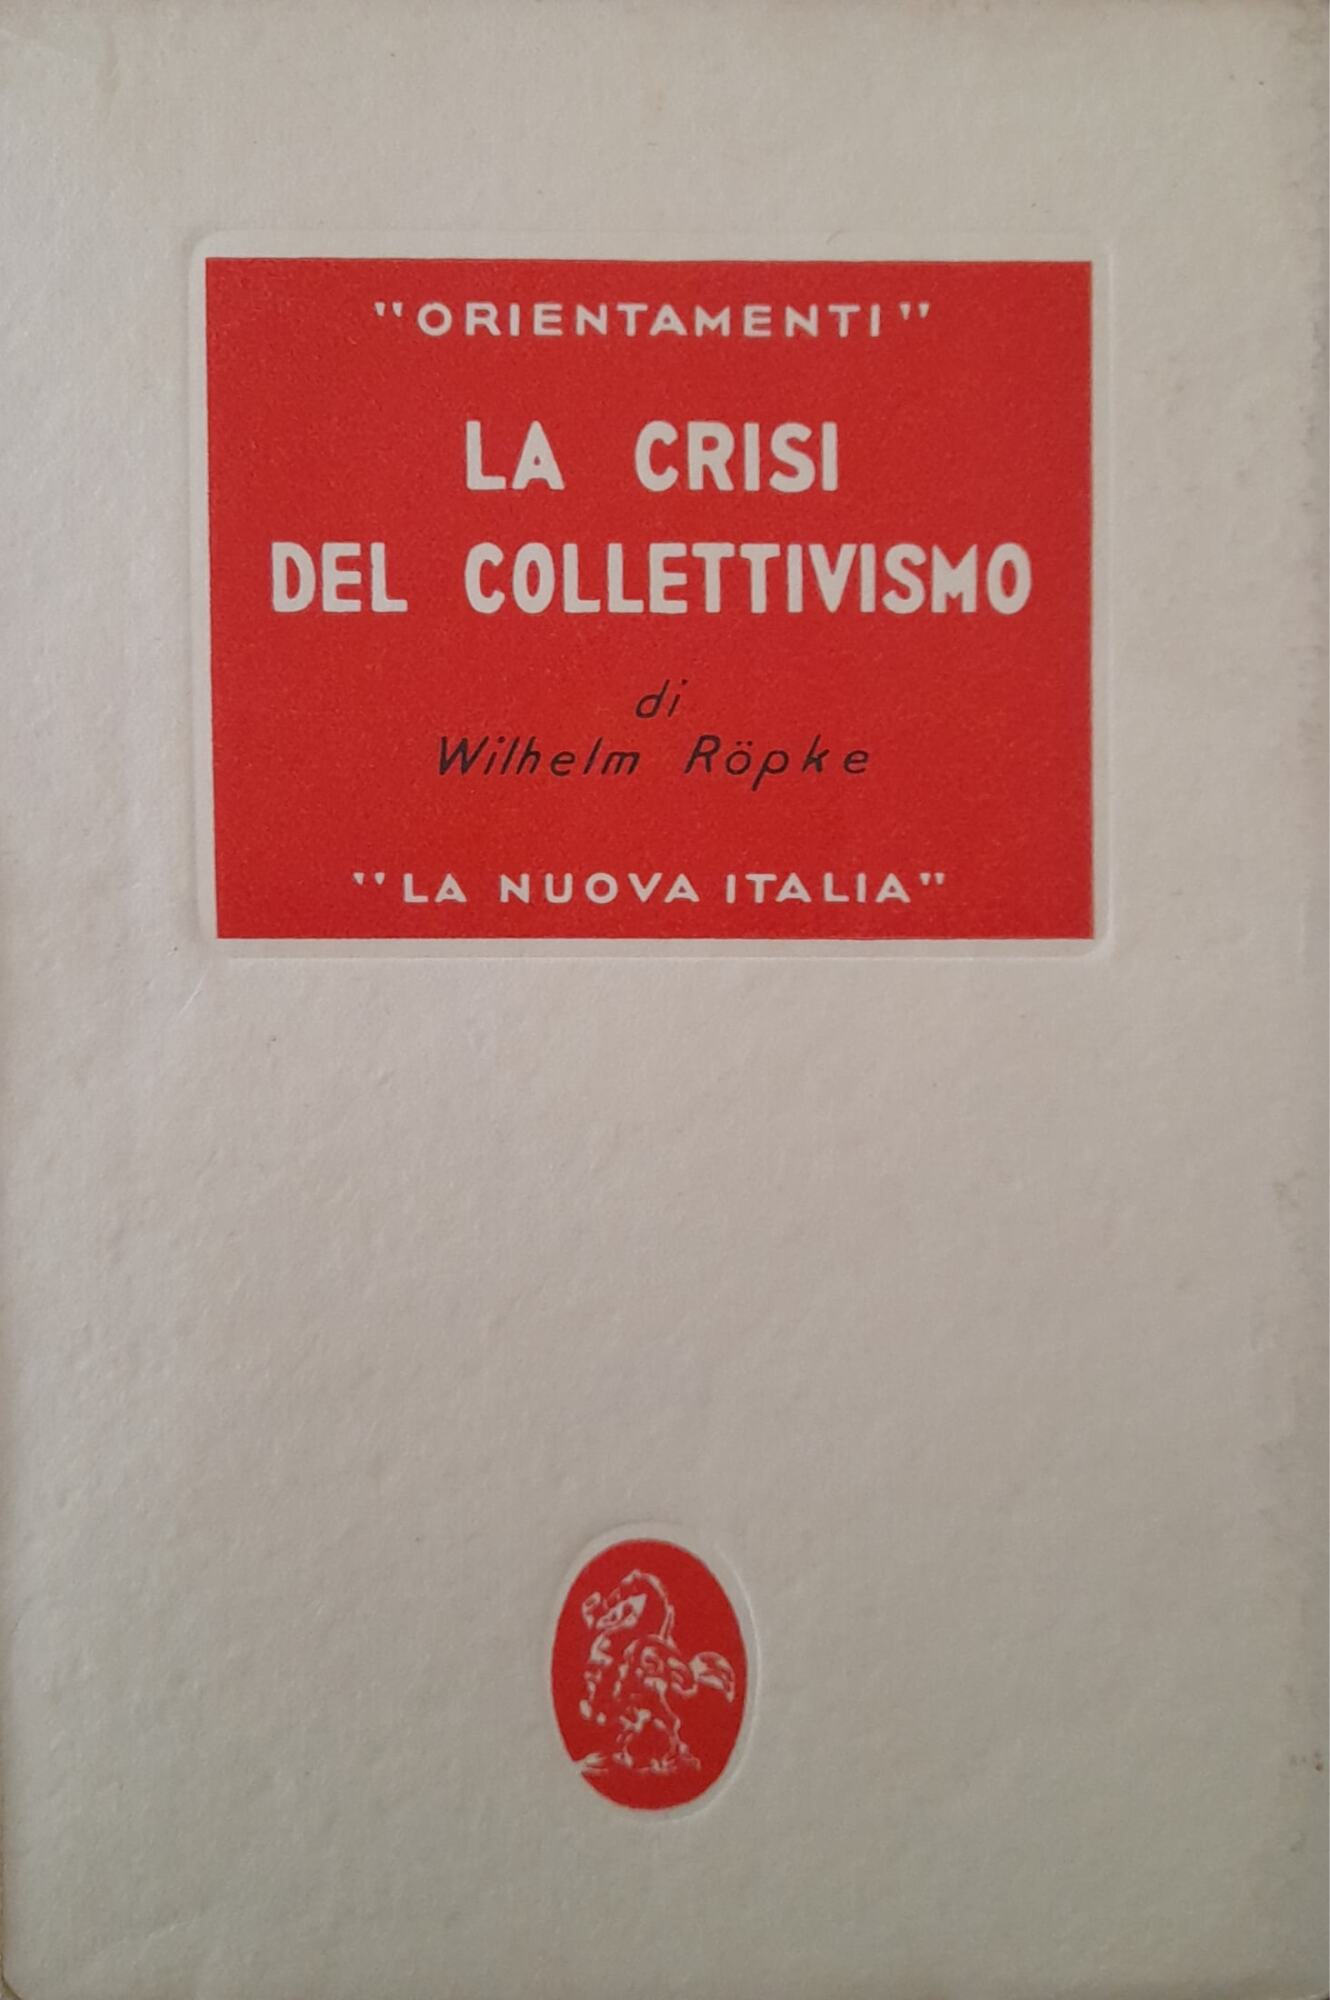 "ORIENTAMENTI"
LA CRISI
DEL COLLETTIVISMO
di
Wilhelm Röpke
"LA NUOVA ITALIA"